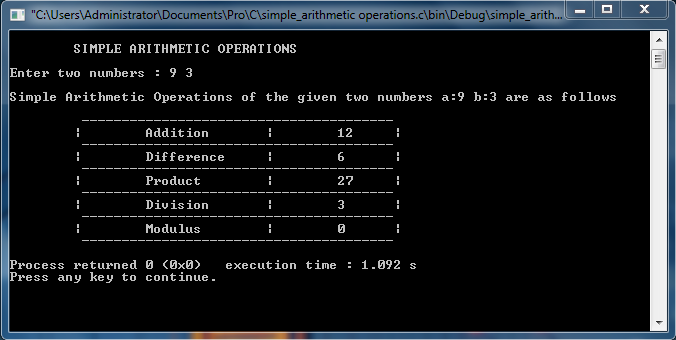 "C:\Users\Administrator\Documents\Pro\C\simple_arithmetic operations.c\bin\Debug\simple_arith...
SIMPLE ARITHMETIC OPERATIONS
Enter two numbers : 9 3
Simple Arithmetic Operations of the given two numbers a:9 b:3 are as follows
------------------------------------------
| Addition | 12 |
------------------------------------------
| Difference | 6 |
------------------------------------------
| Product | 27 |
------------------------------------------
| Division | 3 |
------------------------------------------
| Modulus | 0 |
------------------------------------------
Process returned 0 (0x0) execution time : 1.092 s
Press any key to continue.